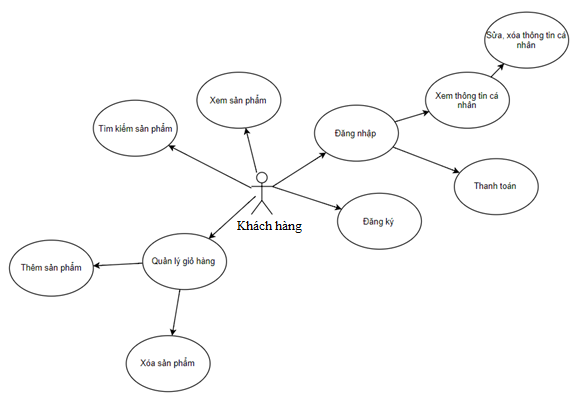 Sửa, xóa thông tin cá
nhân
Xem sản phẩm
Xem thông tin cá
nhân
Tìm kiếm sản phẩm
Đăng nhập
Thanh toán
Khách hàng
Đăng ký
Thêm sản phẩm
Quản lý giỏ hàng
Xóa sản phẩm